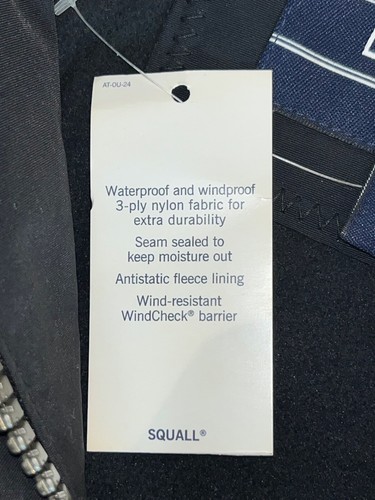 AT-OU-04
Waterproof and windproof
3-ply nylon fabric for
extra durability
Seam sealed to
keep moisture out
Antistatic fleece lining
Wind-resistant
WindCheck® barrier
SQUALL®